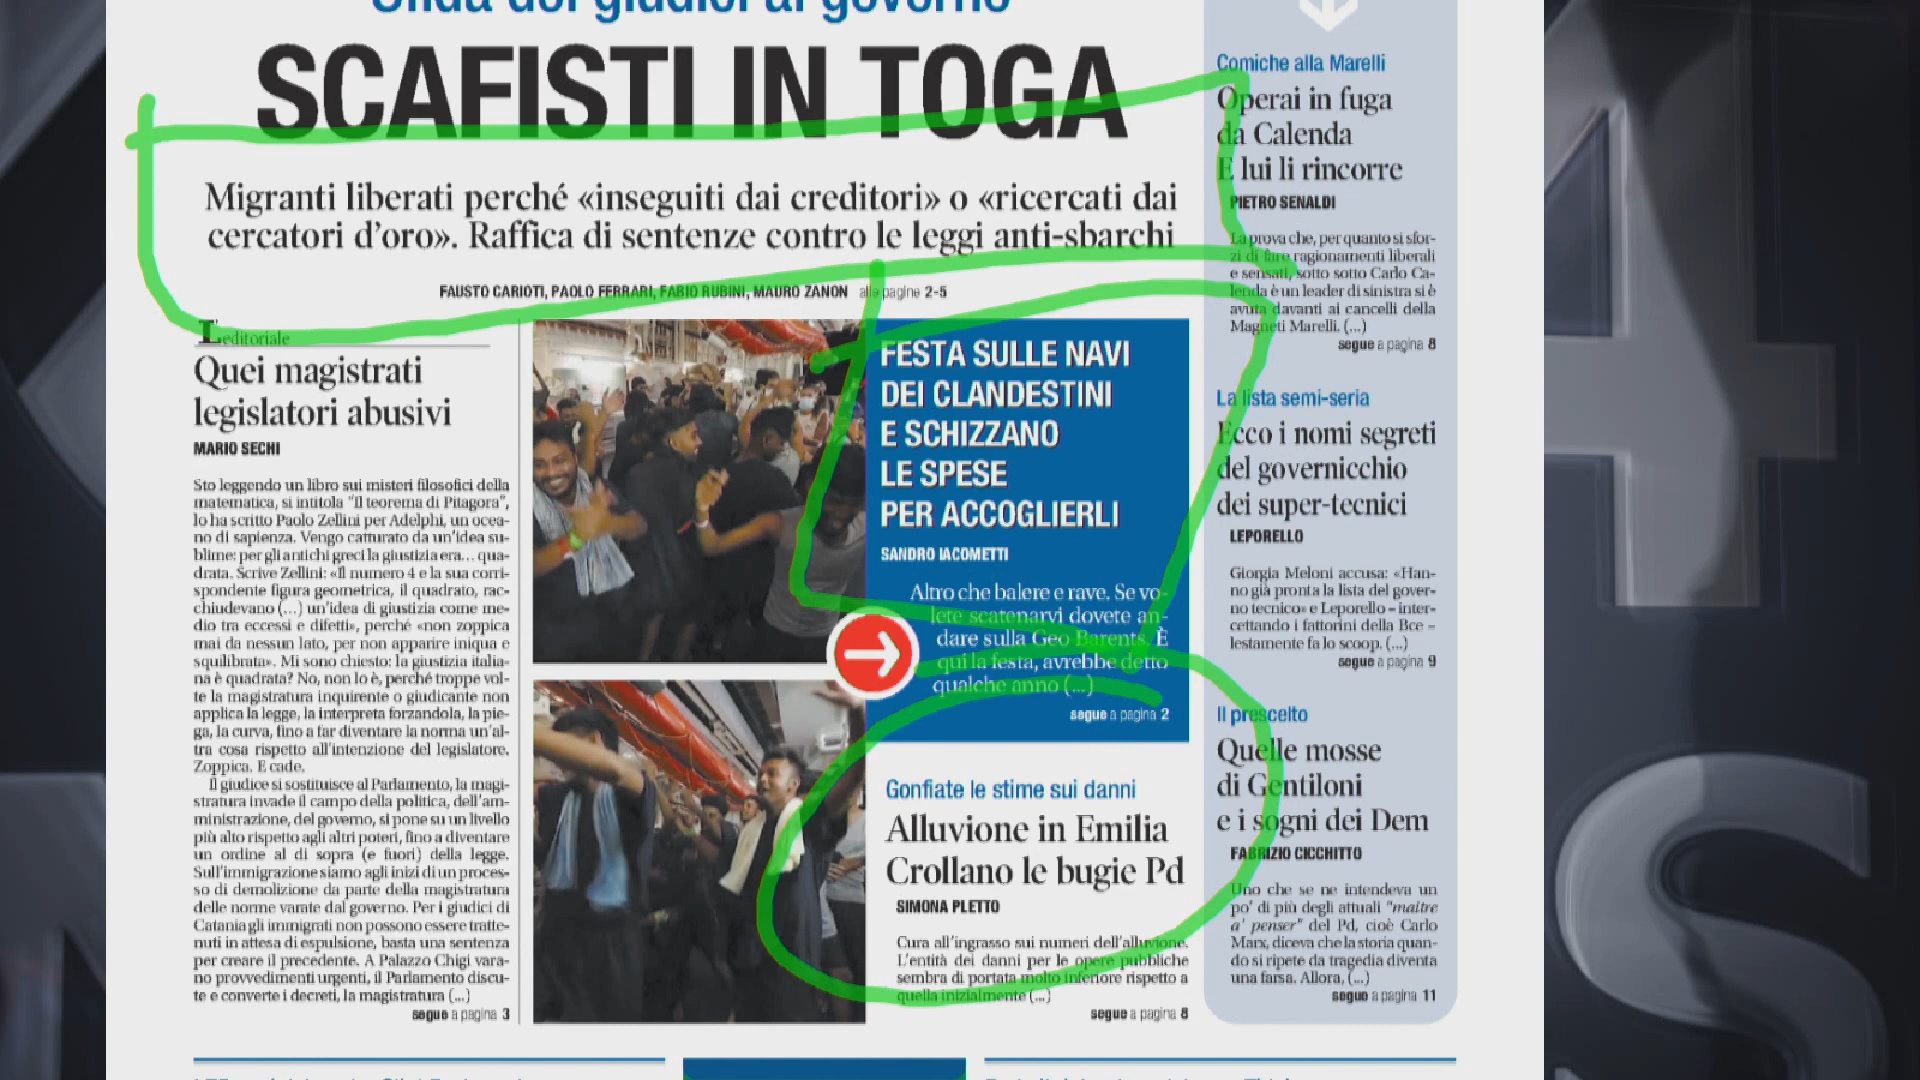 Sfida dei giudici al governo
SCAFISTI IN TOGA
Migranti liberati perché «inseguiti dai creditori» o «ricercati dai
cercatori d'oro». Raffica di sentenze contro le leggi anti-sbarchi
FAUSTO CARIOTI, PAOLO FERRARI, FABIO RUBINI, MAURO ZANON alle pagine 2-5
L'editoriale
Quei magistrati
legislatori abusivi
MARIO SECHI
Sto leggendo un libro sui misteri filosofici della
matematica, si intitola "Il teorema di Pitagora",
lo ha scritto Paolo Zellini per Adelphi, un ocea-
no di sapienza. Vengo catturato da un'idea su-
blime: per gli antichi greci la giustizia era... qua-
drata. Scrive Zellini: «Il numero 4 e la sua corri-
spondente figura geometrica, il quadrato, rac-
chiudevano (...) un'idea di giustizia come me-
dio tra eccessi e difetti», perché «non zoppica
mai da nessun lato, per non apparire iniqua e
squilibrata». Mi sono chiesto: la giustizia italia-
na è quadrata? No, non lo è, perché troppe vol-
te la magistratura inquirente o giudicante non
applica la legge, la interpreta forzandola, la pie-
ga, la curva, fino a far diventare la norma un'al-
tra cosa rispetto all'intenzione del legislatore.
Zoppica. E cade.
Il giudice si sostituisce al Parlamento, la magi-
stratura invade il campo della politica, dell'am-
ministrazione, del governo, si pone su un livello
più alto rispetto agli altri poteri, fino a diventare
un ordine al di sopra (e fuori) della legge.
Sull'immigrazione siamo agli inizi di un proces-
so di demolizione da parte della magistratura
delle norme varate dal governo. Per i giudici di
Catania gli immigrati non possono essere tratte-
nuti in attesa di espulsione, basta una sentenza
per creare il precedente. A Palazzo Chigi vara-
no provvedimenti urgenti, il Parlamento discu-
te e converte i decreti, la magistratura (...)
segue a pagina 3
FESTA SULLE NAVI
DEI CLANDESTINI
E SCHIZZANO
LE SPESE
PER ACCOGLIERLI
SANDRO IACOMETTI
Altro che balere e rave. Se vo-
lete scatenarvi dovete an-
dare sulla Geo Barents. È
qui la festa, avrebbe detto
qualche anno (...)
segue a pagina 2
Gonfiate le stime sui danni
Alluvione in Emilia
Crollano le bugie Pd
SIMONA PLETTO
Cura all'ingrasso sui numeri dell'alluvione.
L'entità dei danni per le opere pubbliche
sembra di portata molto inferiore rispetto a
quella inizialmente (...)
segue a pagina 8
Comiche alla Marelli
Operai in fuga
da Calenda
E lui li rincorre
PIETRO SENALDI
La prova che, per quanto si sfor-
zi di fare ragionamenti liberali
e sensati, sotto sotto Carlo Ca-
lenda è un leader di sinistra si è
avuta davanti ai cancelli della
Magneti Marelli. (...)
segue a pagina 8
La lista semi-seria
Ecco i nomi segreti
del governicchio
dei super-tecnici
LEPORELLO
Giorgia Meloni accusa: «Han-
no già pronta la lista del gover-
no tecnico» e Leporello – inter-
cettando i fattorini della Bce –
lestamente fa lo scoop. (...)
segue a pagina 9
Il prescelto
Quelle mosse
di Gentiloni
e i sogni dei Dem
FABRIZIO CICCHITTO
Uno che se ne intendeva un
po' di più degli attuali "maître
à penser" del Pd, cioè Carlo
Marx, diceva che la storia quan-
do si ripete da tragedia diventa
una farsa. Allora, (...)
segue a pagina 11
4
S